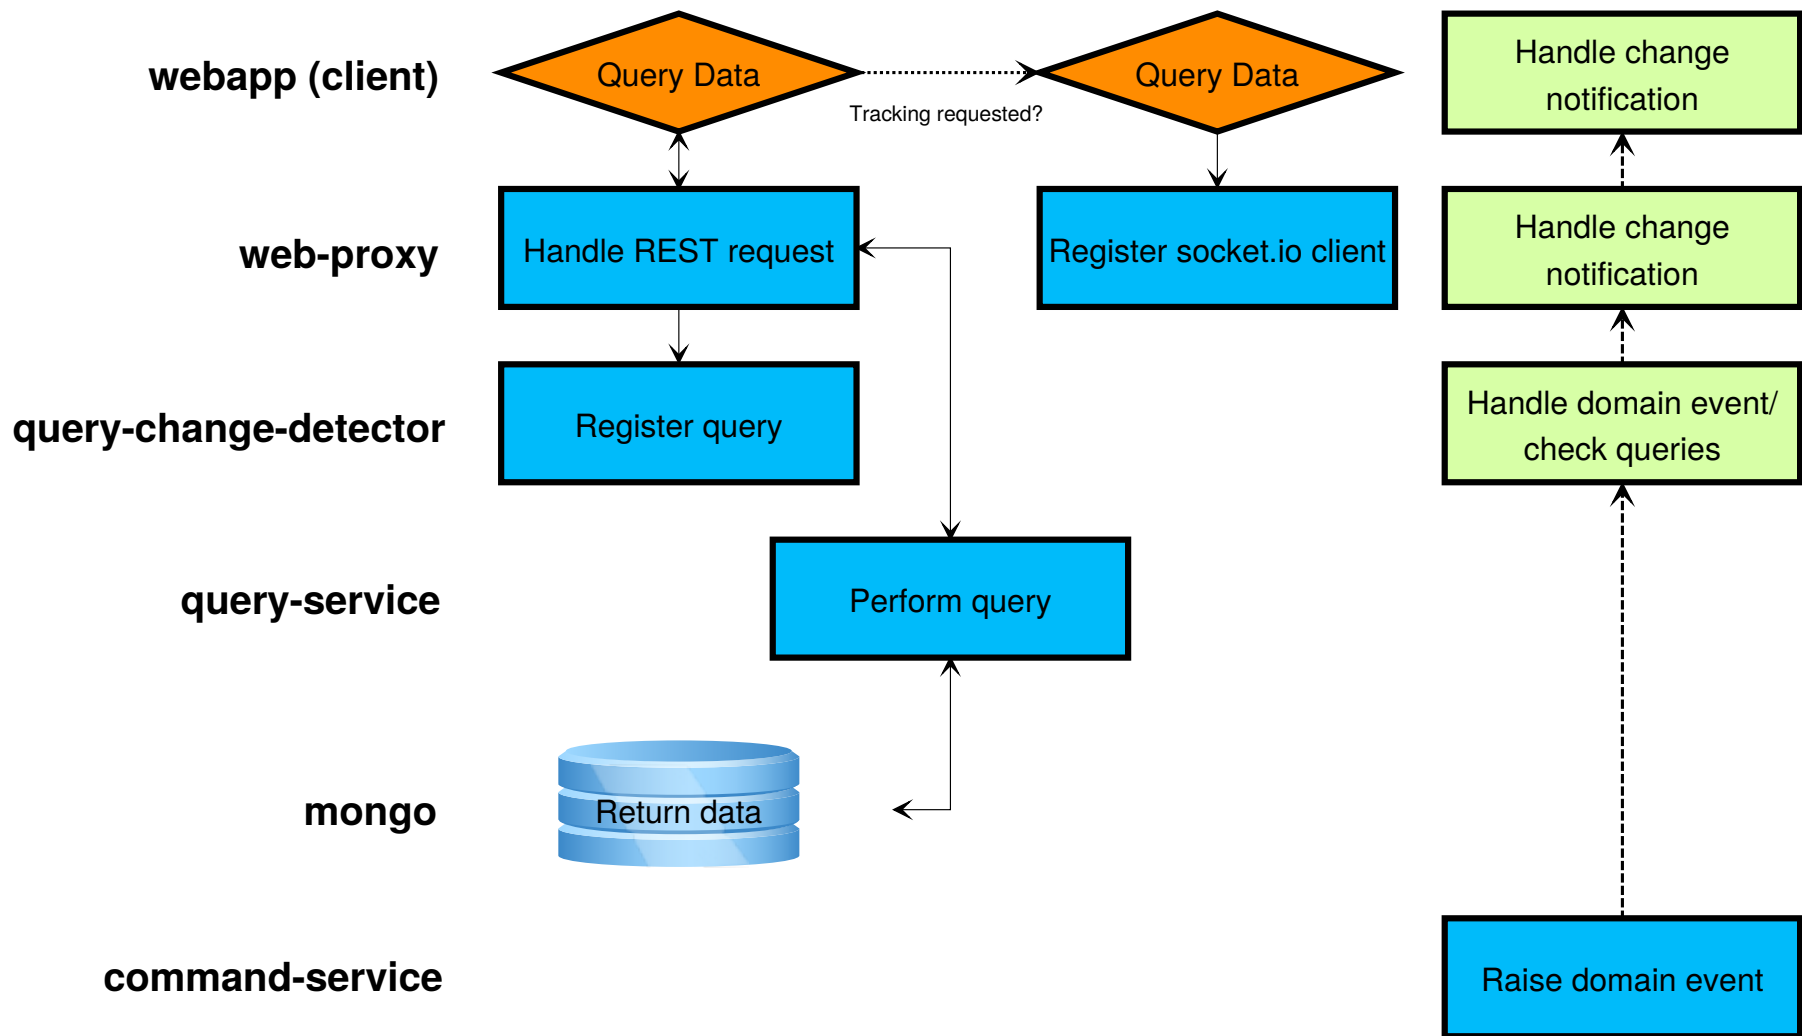 webapp (client)
Query Data
Tracking requested?
Query Data
Handle change
notification
web-proxy
Handle REST request
Register socket.io client
Handle change
notification
query-change-detector
Register query
Handle domain event/
check queries
query-service
Perform query
mongo
Return data
command-service
Raise domain event